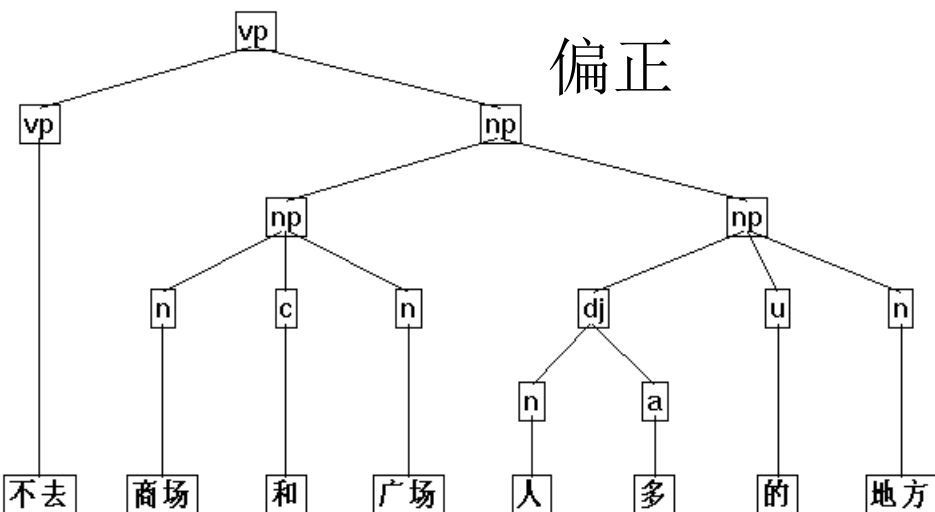 vp
偏正
vp np
np np
n c n dj u n
n a
不去 商场 和 广场 人 多 的 地方